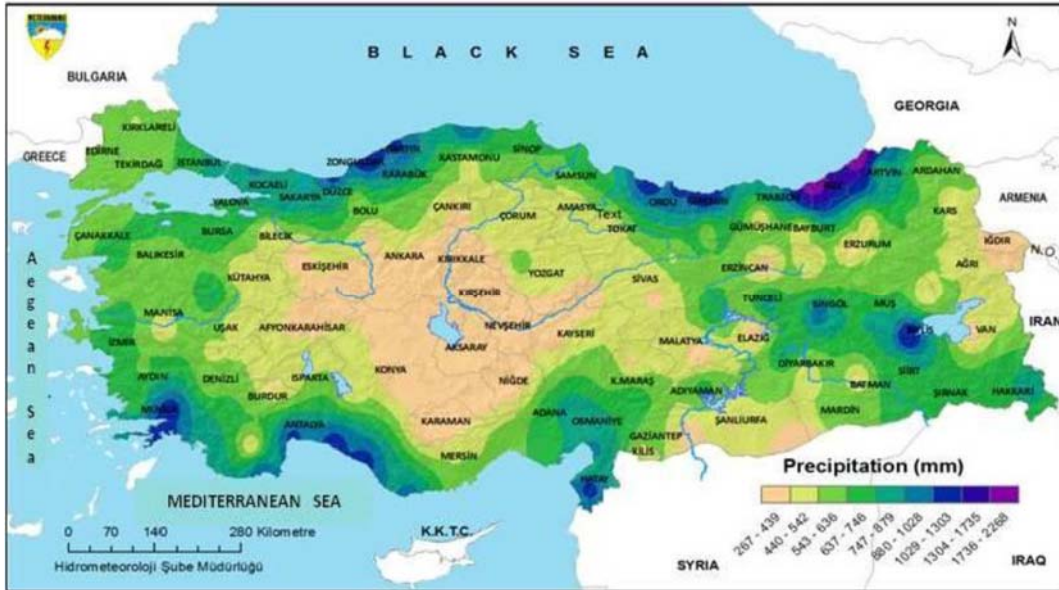 METEOROLOJİ
BLACK SEA
N
BULGARIA
GEORGIA
GREECE
ARMENIA
KIRKLARELİ
EDİRNE
TEKİRDAĞ
İSTANBUL
KOCAELİ
YALOVA
SAKARYA
DÜZCE
ZONGULDAK
BARTIN
KARABÜK
KASTAMONU
SİNOP
SAMSUN
BOLU
ÇANKIRI
ÇORUM
AMASYA
Text
TOKAT
ORDU
GİRESUN
TRABZON
RİZE
ARTVİN
ARDAHAN
KARS
GÜMÜŞHANE
BAYBURT
ERZURUM
IĞDIR
N.O
AĞRI
ÇANAKKALE
BALIKESİR
BURSA
BİLECİK
ESKİŞEHİR
ANKARA
KIRIKKALE
YOZGAT
SİVAS
ERZİNCAN
KÜTAHYA
KIRŞEHİR
TUNCELİ
BİNGÖL
MUŞ
IRAN
Aegean Sea
MANİSA
UŞAK
AFYONKARAHİSAR
NEVŞEHİR
KAYSERİ
MALATYA
ELAZIĞ
BİTLİS
VAN
İZMİR
AKSARAY
DİYARBAKIR
SİİRT
AYDIN
DENİZLİ
ISPARTA
KONYA
NİĞDE
K.MARAŞ
ADIYAMAN
BATMAN
ŞIRNAK
HAKKARİ
BURDUR
MUĞLA
ANTALYA
KARAMAN
ADANA
OSMANİYE
ŞANLIURFA
MARDİN
MERSİN
GAZİANTEP
KİLİS
HATAY
MEDITERRANEAN SEA
0 70 140 280 Kilometre
Hidrometeoroloji Şube Müdürlüğü
K.K.T.C.
SYRIA
IRAQ
Precipitation (mm)
267 - 439
440 - 542
543 - 636
637 - 746
747 - 879
880 - 1028
1029 - 1303
1304 - 1735
1736 - 2268